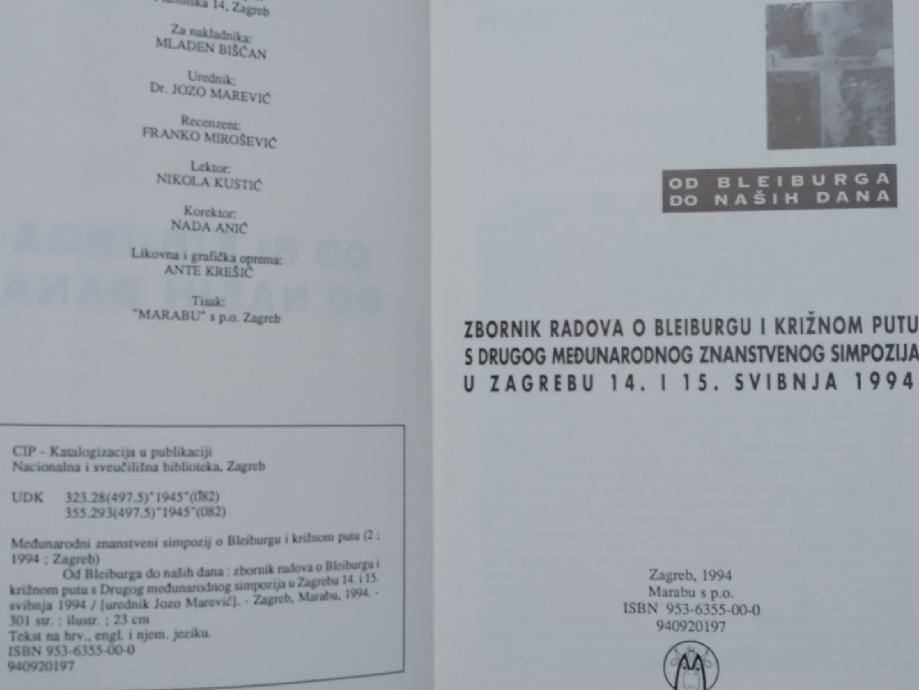 14, Zagreb
Za nakladnika:
MLADEN BIŠĆAN
Urednik:
Dr. JOZO MAREVIĆ
Recenzent:
FRANKO MIROŠEVIĆ
Lektor:
NIKOLA KUSTIĆ
Korektor:
NADA ANIĆ
Likovna i grafička oprema:
ANTE KREŠIĆ
Tisak:
"MARABU" s p.o. Zagreb
CIP - Katalogizacija u publikaciji
Nacionalna i sveučilišna biblioteka, Zagreb
UDK 323.28(497.5)"1945"(082)
355.293(497.5)"1945"(082)
Međunarodni znanstveni simpozij o Bleiburgu i križnom putu (2 ;
1994 ; Zagreb)
Od Bleiburga do naših dana : zbornik radova o Bleiburgu i
križnom putu s Drugog međunarodnog simpozija u Zagrebu 14. i 15.
svibnja 1994 / [urednik Jozo Marević]. - Zagreb, Marabu, 1994. -
301 str. : ilustr. ; 23 cm
Tekst na hrv., engl. i njem. jeziku.
ISBN 953-6355-00-0
940920197
OD BLEIBURGA
DO NAŠIH DANA
ZBORNIK RADOVA O BLEIBURGU I KRIŽNOM PUTU
S DRUGOG MEĐUNARODNOG ZNANSTVENOG SIMPOZIJA
U ZAGREBU 14. I 15. SVIBNJA 1994
Zagreb, 1994
Marabu s p.o.
ISBN 953-6355-00-0
940920197